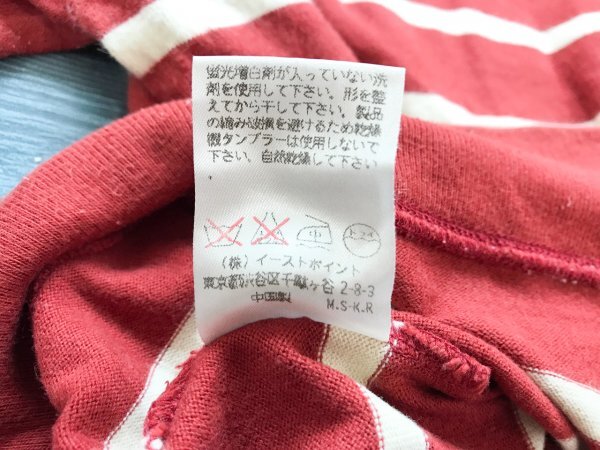 蛍光増白剤が入っていない洗
剤を使用して下さい。形を整
えてから干して下さい。製品
の縮み破損を避けるため乾燥
機タンブラーは使用しないで
下さい。自然乾燥して下さい
.
中 ドライ
(株)イーストポイント
東京都渋谷区千駄ヶ谷 2-8-3
中国製 M.S-K.R